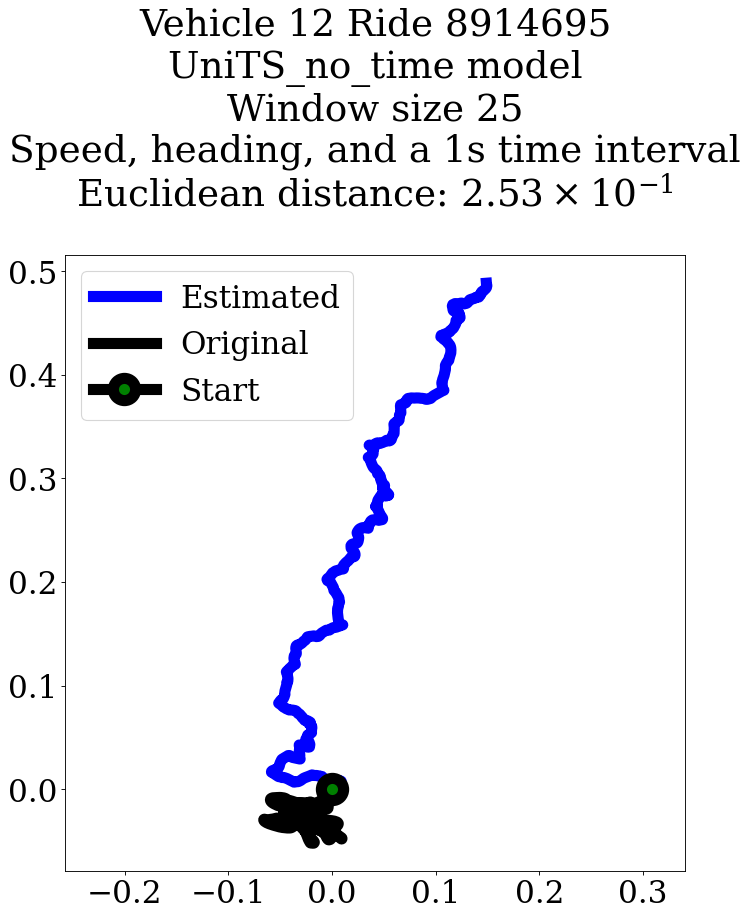 Vehicle 12 Ride 8914695
UniTS_no_time model
Window size 25
Speed, heading, and a 1s time interval
Euclidean distance: 2.53 × 10⁻¹
Estimated
Original
Start
0.5
0.4
0.3
0.2
0.1
0.0
−0.2 −0.1 0.0 0.1 0.2 0.3